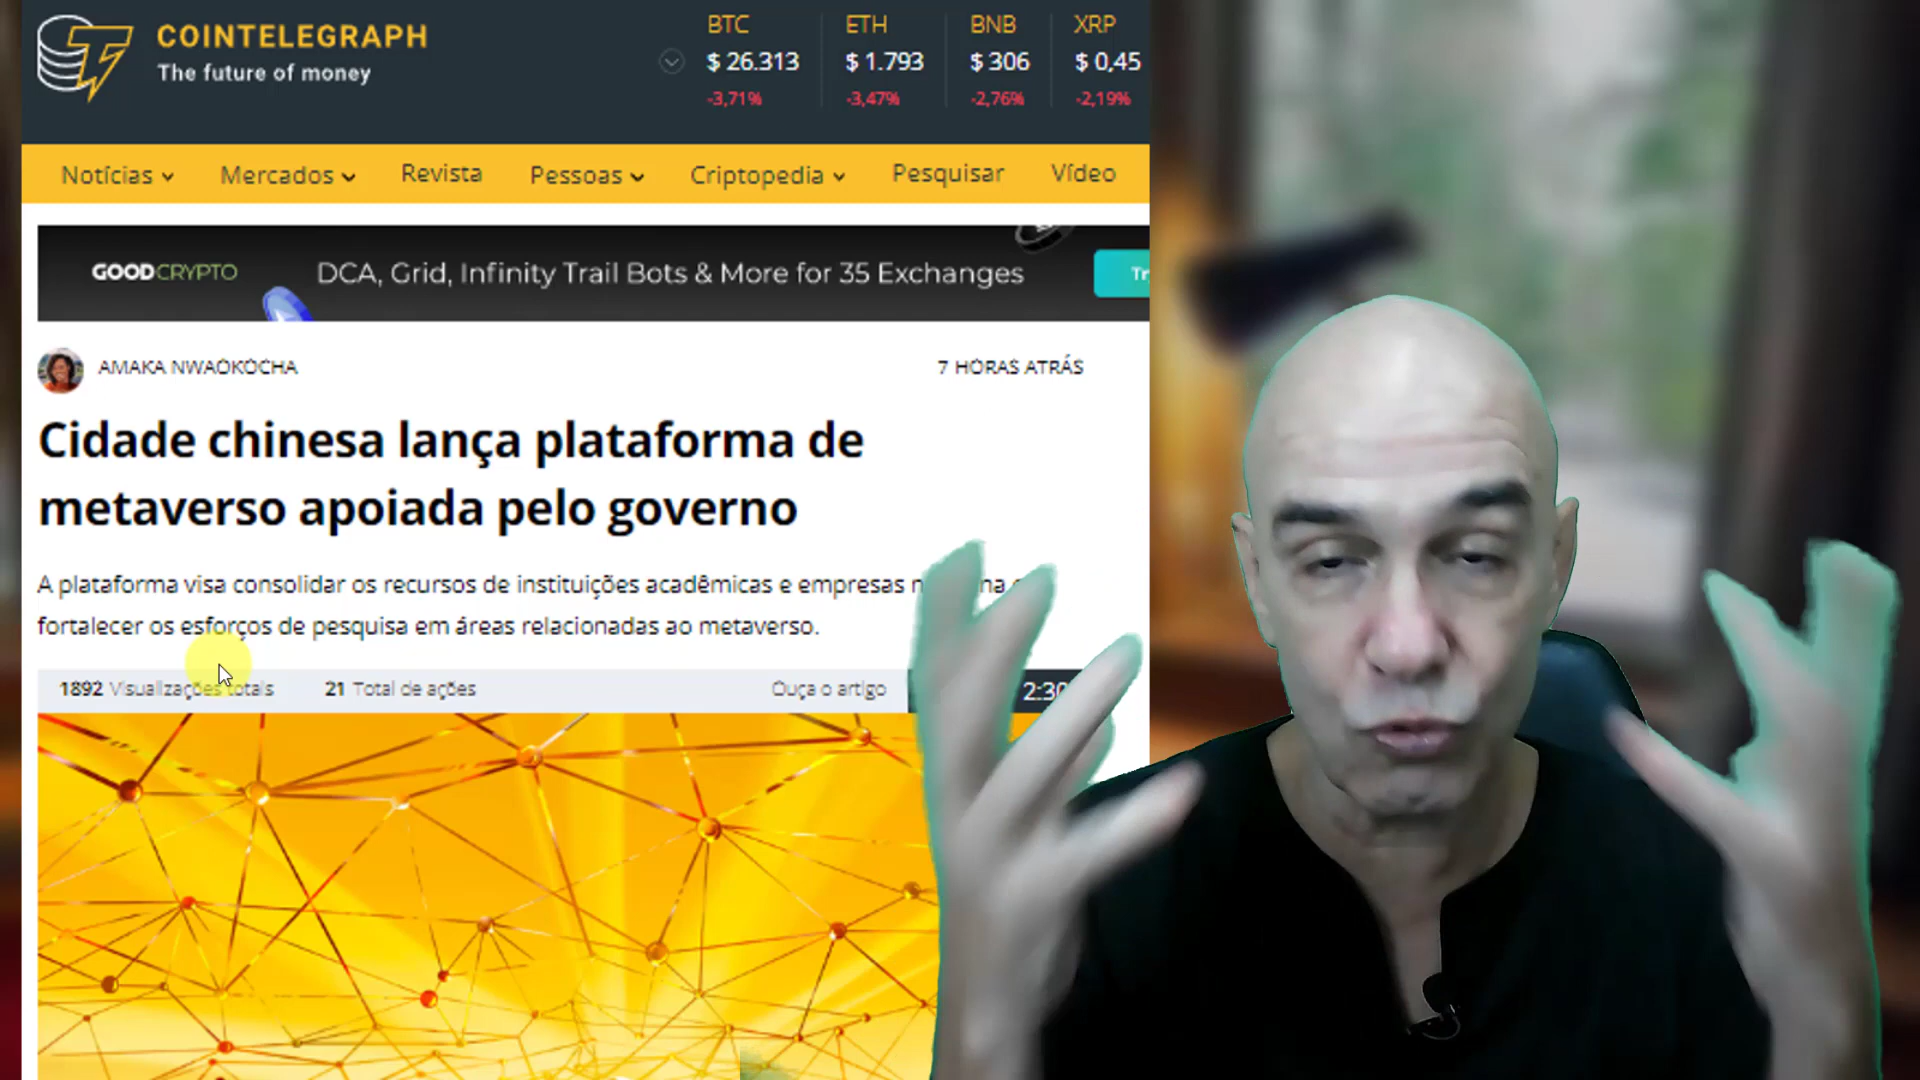 COINTELEGRAPH
The future of money
BTC
$ 26.313
-3,71%
ETH
$ 1.793
-3,47%
BNB
$ 306
-2,76%
XRP
$ 0,45
-2,19%
Notícias Mercados Revista Pessoas Criptopedia Pesquisar Vídeo
GOODCRYPTO DCA, Grid, Infinity Trail Bots & More for 35 Exchanges
AMAKA NWAOKOCHA 7 HORAS ATRÁS
Cidade chinesa lança plataforma de
metaverso apoiada pelo governo
A plataforma visa consolidar os recursos de instituições acadêmicas e empresas
fortalecer os esforços de pesquisa em áreas relacionadas ao metaverso.
1892 Visualizações totais 21 Total de ações Ouça o artigo 2:30